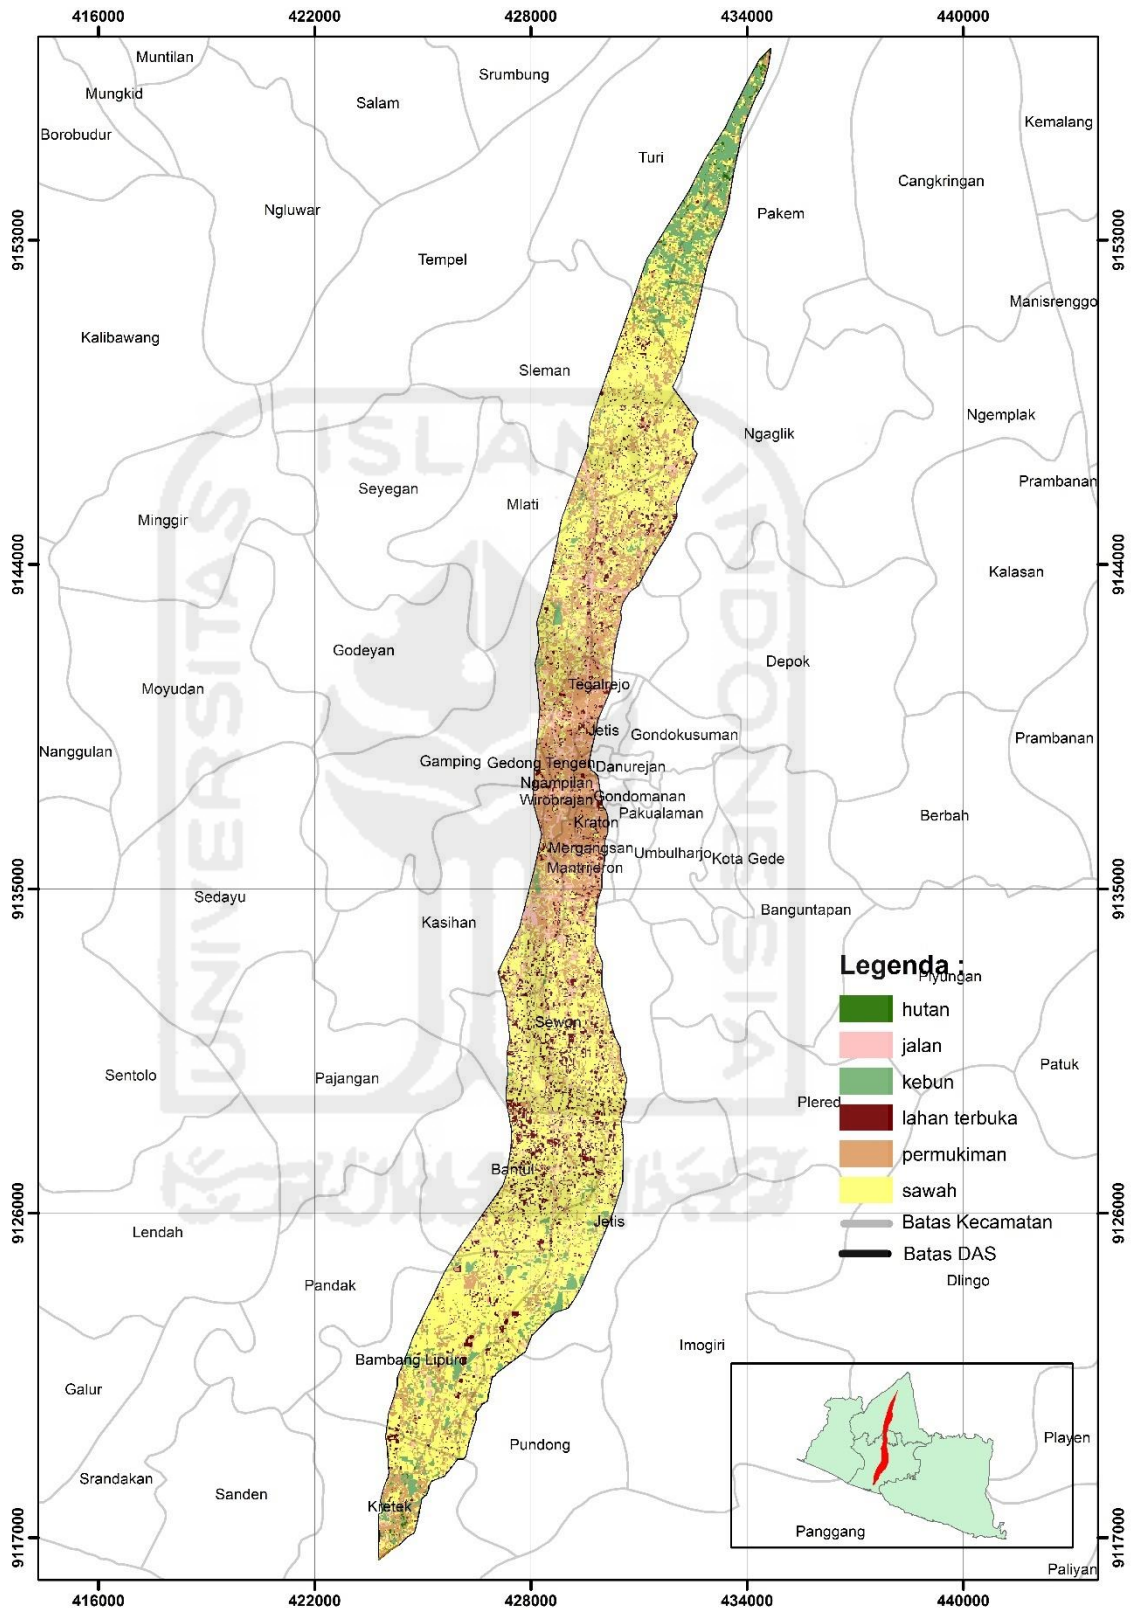 416000 422000 428000 434000 440000
Muntilan
Srumbung
Mungkid
Salam
Kemalang
Borobudur
Turi
Cangkringan
Ngluwar
Pakem
9153000 9153000
Tempel
Manisrenggo
Kalibawang
Sleman
Ngemplak
Ngaglik
ISLAM
Prambanan
Seyegan
Mlati
Minggir
9144000 9144000
Kalasan
UNIVERSITAS
INDONESIA
Godeyan
Depok
Tegalrejo
Moyudan
Jetis
Gondokusuman
Nanggulan
Prambanan
Gamping
Gedong Tengen
Danurejan
Ngampilan
Wirobrajan
Gondomanan
Pakualaman
Berbah
Kraton
Mergangsan
Umbulharjo
Kota Gede
Mantrijeron
9135000 9135000
Sedayu
Kasihan
Banguntapan
Legenda :
Piyungan
hutan
Sewon
jalan
Patuk
Sentolo
Pajangan
kebun
Plered
lahan terbuka
permukiman
Bantul
sawah
9126000 9126000
Jetis
Batas Kecamatan
Lendah
Batas DAS
Pandak
Dlingo
Imogiri
Bambang Lipuro
Galur
Playen
Pundong
Srandakan
Sanden
Kretek
Panggang
9117000 9117000
Paliyan
416000 422000 428000 434000 440000